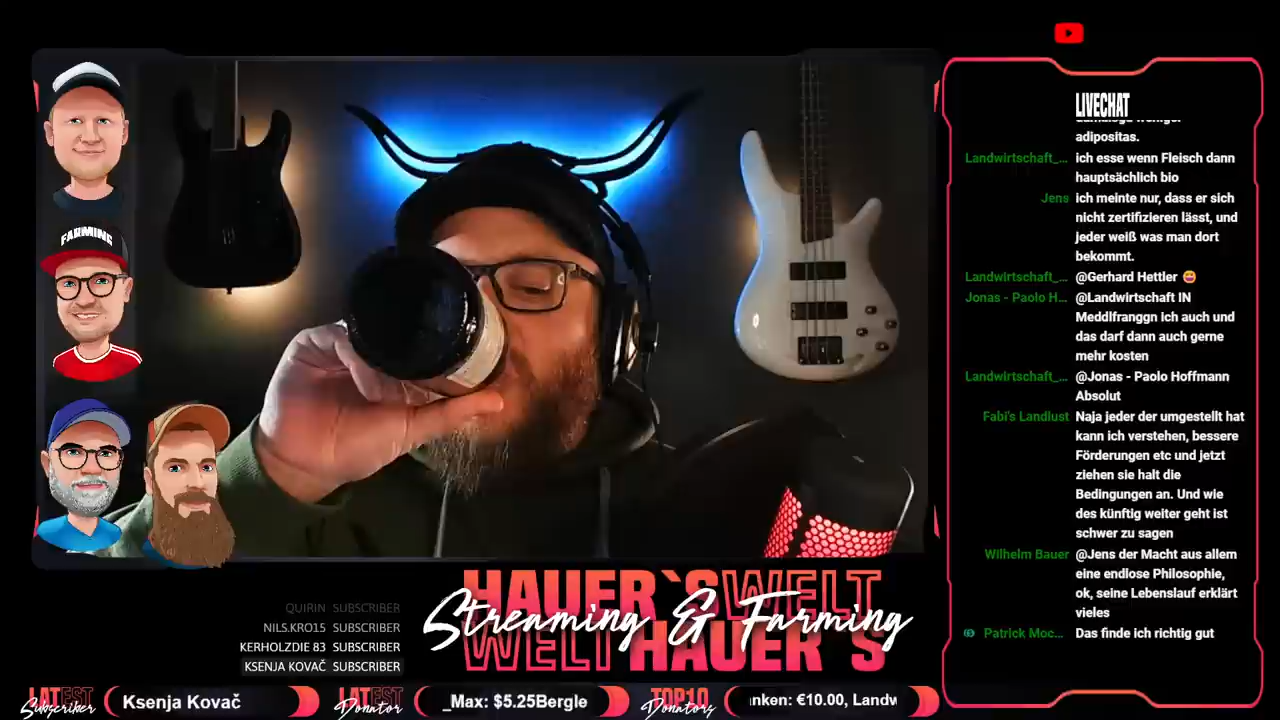 LIVECHAT
adipositas.
Landwirtschaft_... ich esse wenn Fleisch dann
hauptsächlich bio
Jens ich meinte nur, dass er sich
nicht zertifizieren lässt, und
jeder weiß was man dort
bekommt.
Landwirtschaft_... @Gerhard Hettler 😀
Jonas - Paolo H... @Landwirtschaft IN
Meddlfranggn ich auch und
das darf dann auch gerne
mehr kosten
Landwirtschaft_... @Jonas - Paolo Hoffmann
Absolut
Fabi's Landlust Naja jeder der umgestellt hat
kann ich verstehen, bessere
Förderungen etc und jetzt
ziehen sie halt die
Bedingungen an. Und wie
des künftig weiter geht ist
schwer zu sagen
Wilhelm Bauer @Jens der Macht aus allem
eine endlose Philosophie,
ok, seine Lebenslauf erklärt
vieles
Patrick Moc... Das finde ich richtig gut
FARMING
QUIRIN SUBSCRIBER
NILS.KRO15 SUBSCRIBER
KERHOLZDIE 83 SUBSCRIBER
KSENJA KOVAČ SUBSCRIBER
HAUER`S WELT
Streaming & Farming
WELT HAUER`S
LATEST Subscriber Ksenja Kovač
LATEST Donator _Max: $5.25Bergle
TOP10 Donators nken: €10.00, Landw